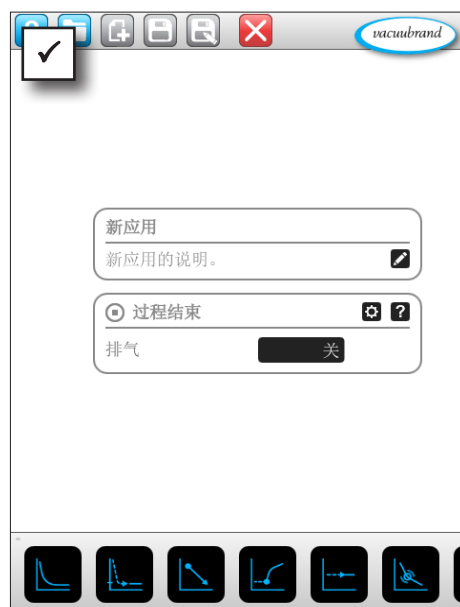 vacuubrand
新应用
新应用的说明。
过程结束
?
排气
关